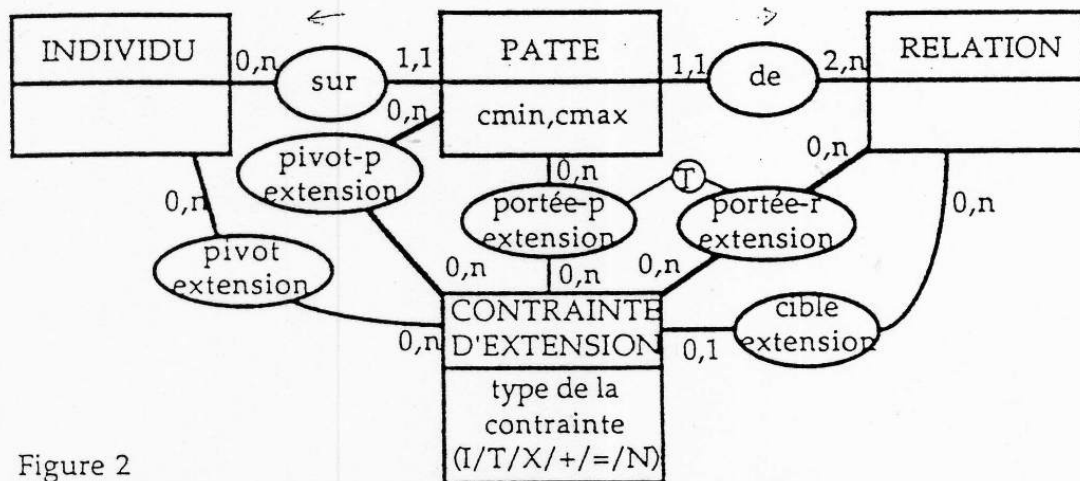 INDIVIDU
0,n
sur
1,1
PATTE
cmin,cmax
1,1
de
2,n
RELATION
0,n
pivot-p
extension
0,n
portée-p
extension
T
portée-r
extension
0,n
0,n
0,n
pivot
extension
0,n
0,n
0,n
0,n
CONTRAINTE
D'EXTENSION
0,n
0,1
cible
extension
type de la
contrainte
(I/T/X/+/=/N)
Figure 2